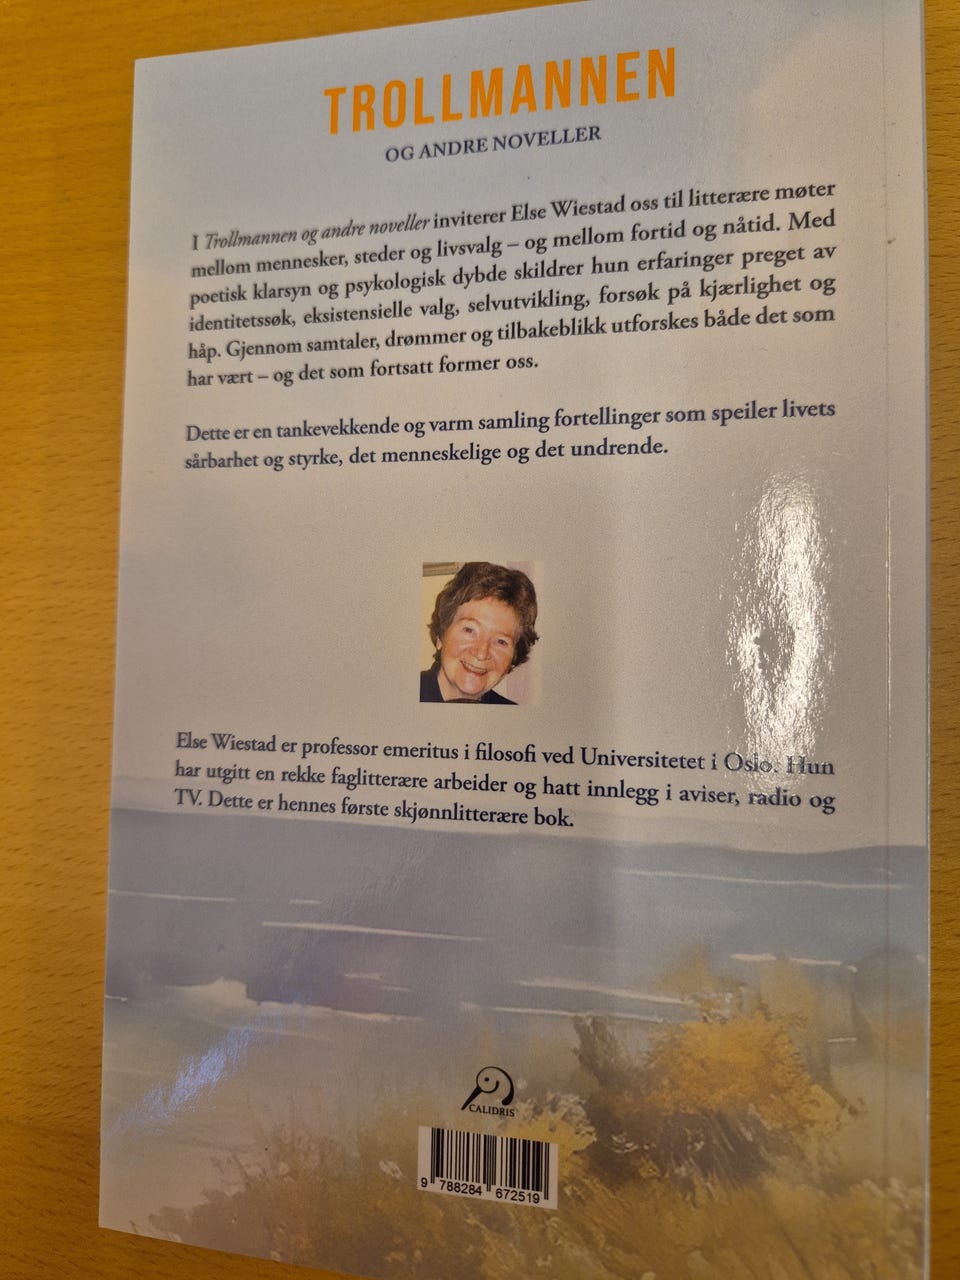 TROLLMANNEN
OG ANDRE NOVELLER
I Trollmannen og andre noveller inviterer Else Wiestad oss til litterære møter
mellom mennesker, steder og livsvalg – og mellom fortid og nåtid. Med
poetisk klarsyn og psykologisk dybde skildrer hun erfaringer preget av
identitetssøk, eksistensielle valg, selvutvikling, forsøk på kjærlighet og
håp. Gjennom samtaler, drømmer og tilbakeblikk utforskes både det som
har vært – og det som fortsatt former oss.
Dette er en tankevekkende og varm samling fortellinger som speiler livets
sårbarhet og styrke, det menneskelige og det undrende.
Else Wiestad er professor emeritus i filosofi ved Universitetet i Oslo. Hun
har utgitt en rekke faglitterære arbeider og hatt innlegg i aviser, radio og
TV. Dette er hennes første skjønnlitterære bok.
CALIDRIS
9 788284 672519